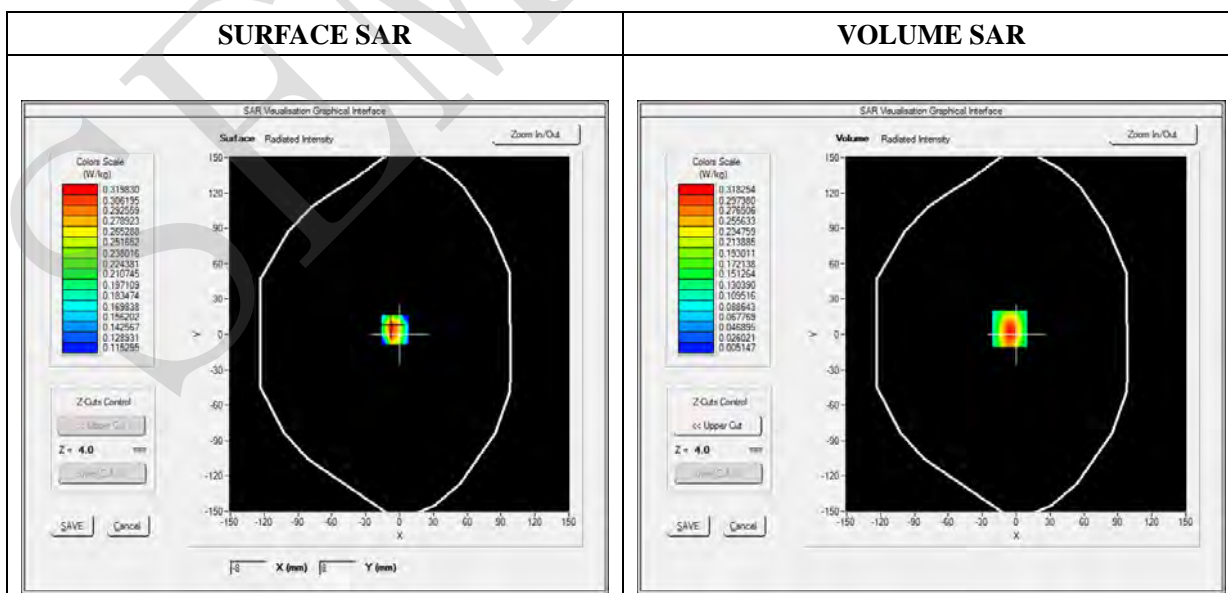 SURFACE SAR
VOLUME SAR
SAR Visualisation Graphical Interface
Surface Radiated Intensity
Zoom In/Out
Colors Scale
(W/kg)
0.319830
0.306195
0.292559
0.278923
0.265288
0.251652
0.238016
0.224381
0.210745
0.197109
0.183474
0.169838
0.156202
0.142567
0.128931
0.115295
150
120
90
60
30
0
-30
-60
-90
-120
-150
Y
-150 -120 -90 -60 -30 0 30 60 90 120 150
X
Z-Cuts Control
<< Upper Cut
Z = 4.0 mm
SAVE Cancel
-8 X (mm) 8 Y (mm)
SAR Visualisation Graphical Interface
Volume Radiated Intensity
Zoom In/Out
Colors Scale
(W/kg)
0.318254
0.297380
0.276506
0.255633
0.234759
0.213885
0.193011
0.172138
0.151264
0.130390
0.109516
0.088643
0.067769
0.046895
0.026021
0.005147
150
120
90
60
30
0
-30
-60
-90
-120
-150
Y
-150 -120 -90 -60 -30 0 30 60 90 120 150
X
Z-Cuts Control
<< Upper Cut
Z = 4.0 mm
SAVE Cancel